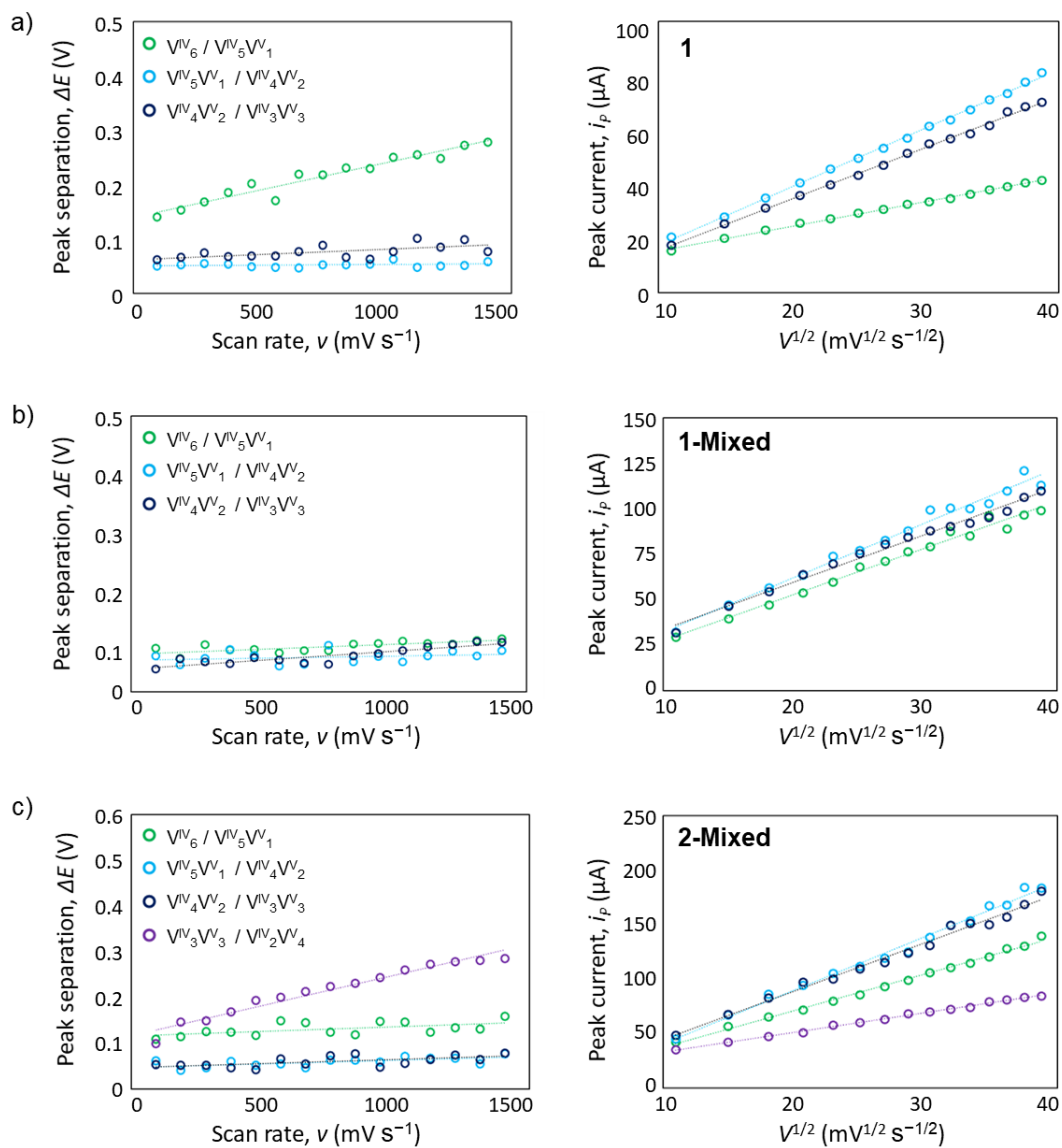 a)
Peak separation, ΔE (V)
0.5
0.4
0.3
0.2
0.1
0
V^IV_6 / V^IV_5V^V_1
V^IV_5V^V_1 / V^IV_4V^V_2
V^IV_4V^V_2 / V^IV_3V^V_3
0
500
1000
1500
Scan rate, v (mV s⁻¹)
Peak current, i_p (μA)
100
80
60
40
20
0
1
10
20
30
40
V^1/2 (mV^1/2 s^−1/2)
b)
Peak separation, ΔE (V)
0.5
0.4
0.3
0.2
0.1
0
V^IV_6 / V^IV_5V^V_1
V^IV_5V^V_1 / V^IV_4V^V_2
V^IV_4V^V_2 / V^IV_3V^V_3
0
500
1000
1500
Scan rate, v (mV s⁻¹)
Peak current, i_p (μA)
150
125
100
75
50
25
0
1-Mixed
10
20
30
40
V^1/2 (mV^1/2 s^−1/2)
c)
Peak separation, ΔE (V)
0.6
0.5
0.4
0.3
0.2
0.1
0
V^IV_6 / V^IV_5V^V_1
V^IV_5V^V_1 / V^IV_4V^V_2
V^IV_4V^V_2 / V^IV_3V^V_3
V^IV_3V^V_3 / V^IV_2V^V_4
0
500
1000
1500
Scan rate, v (mV s⁻¹)
Peak current, i_p (μA)
250
200
150
100
50
0
2-Mixed
10
20
30
40
V^1/2 (mV^1/2 s^−1/2)